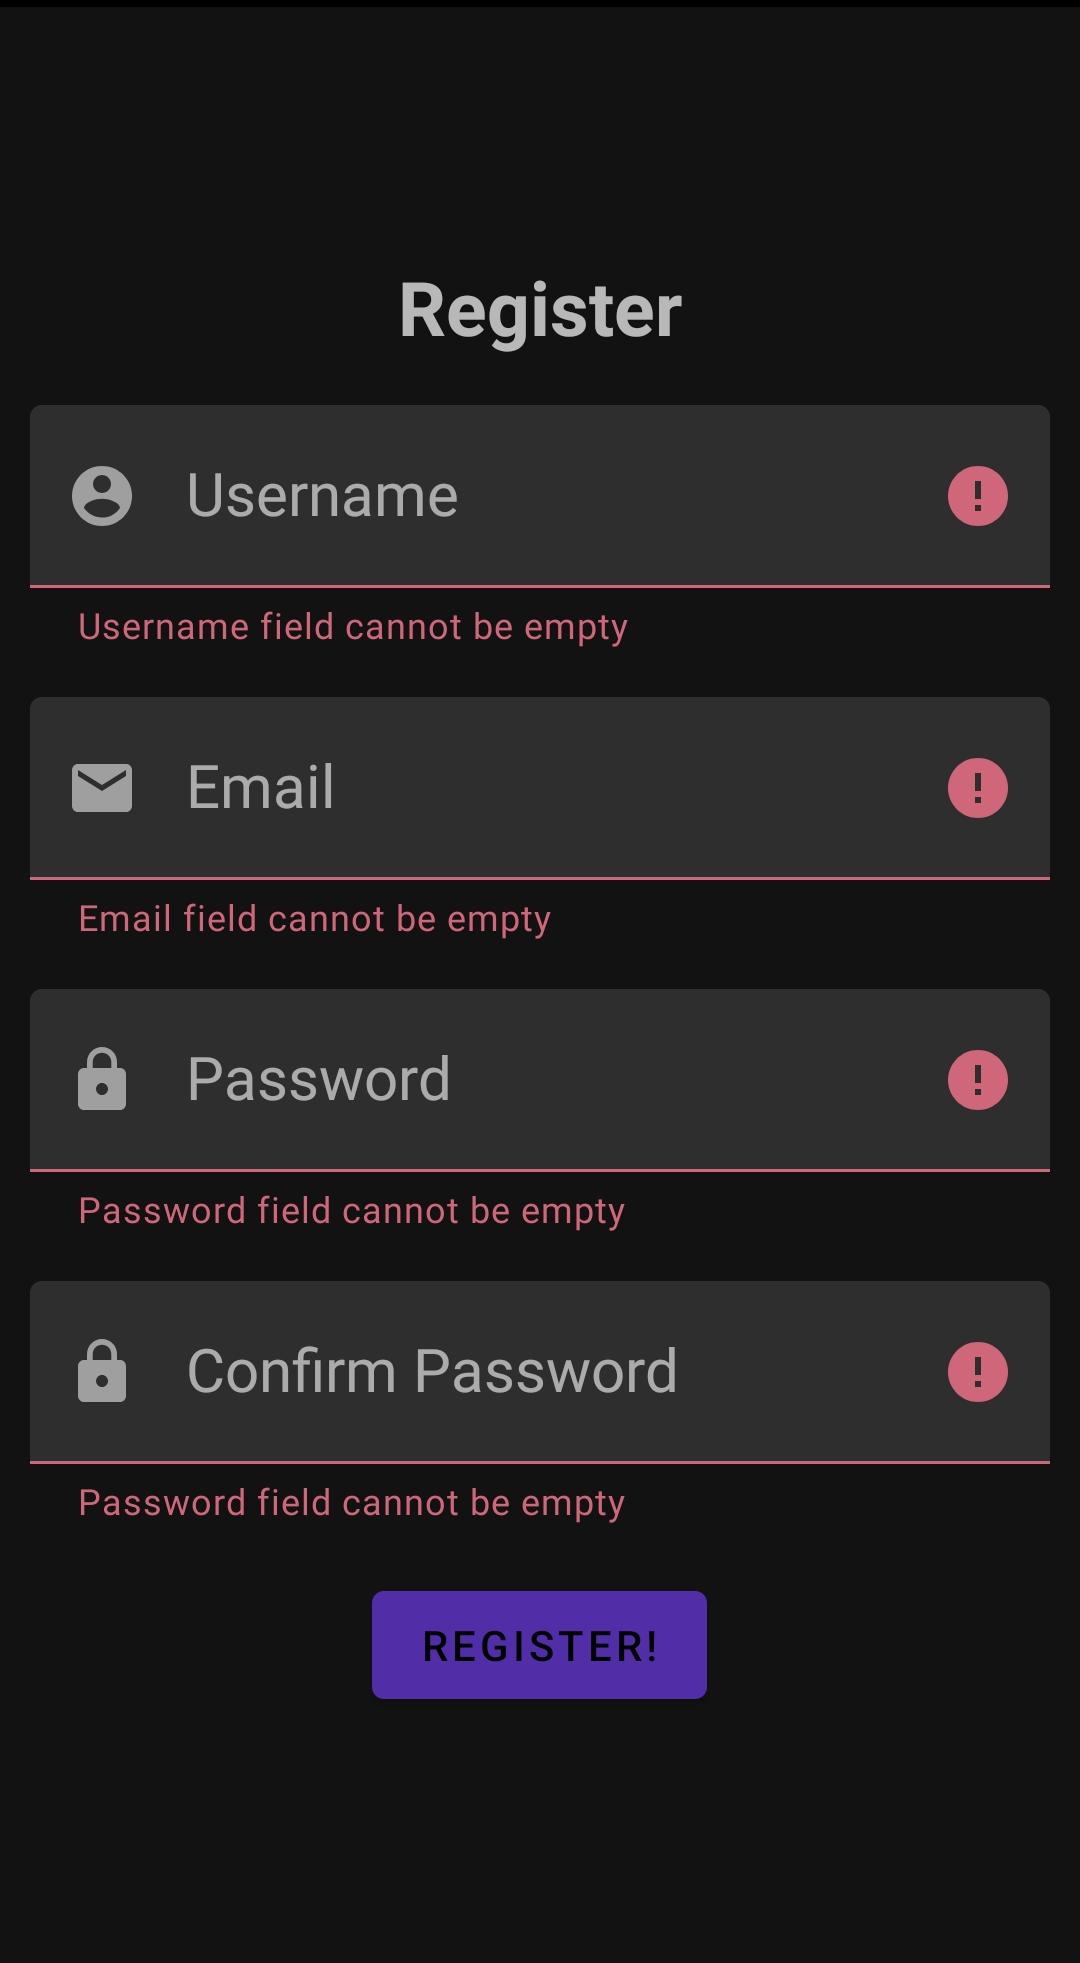 Register
Username
Username field cannot be empty
Email
Email field cannot be empty
Password
Password field cannot be empty
Confirm Password
Password field cannot be empty
REGISTER!